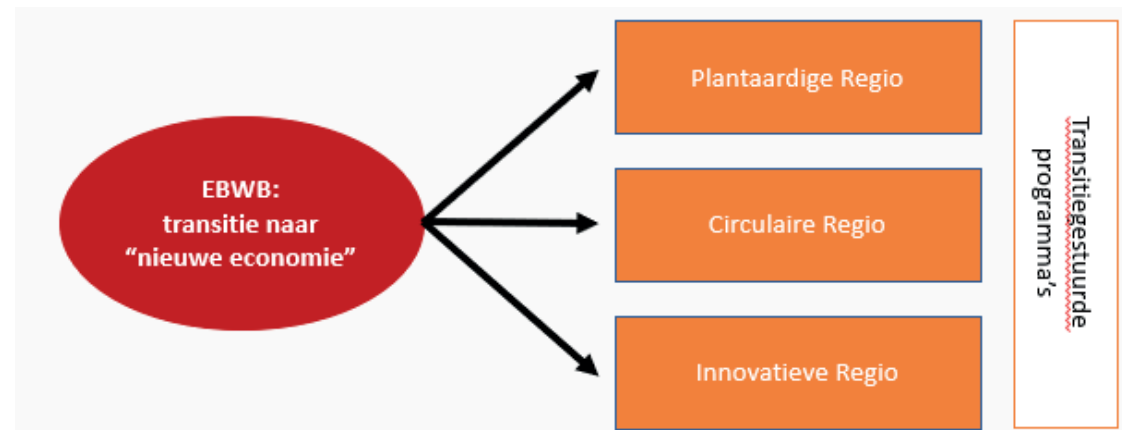 EBWB:
transitie naar
“nieuwe economie”
Plantaardige Regio
Circulaire Regio
Innovatieve Regio
Transitiegestuurde
programma’s